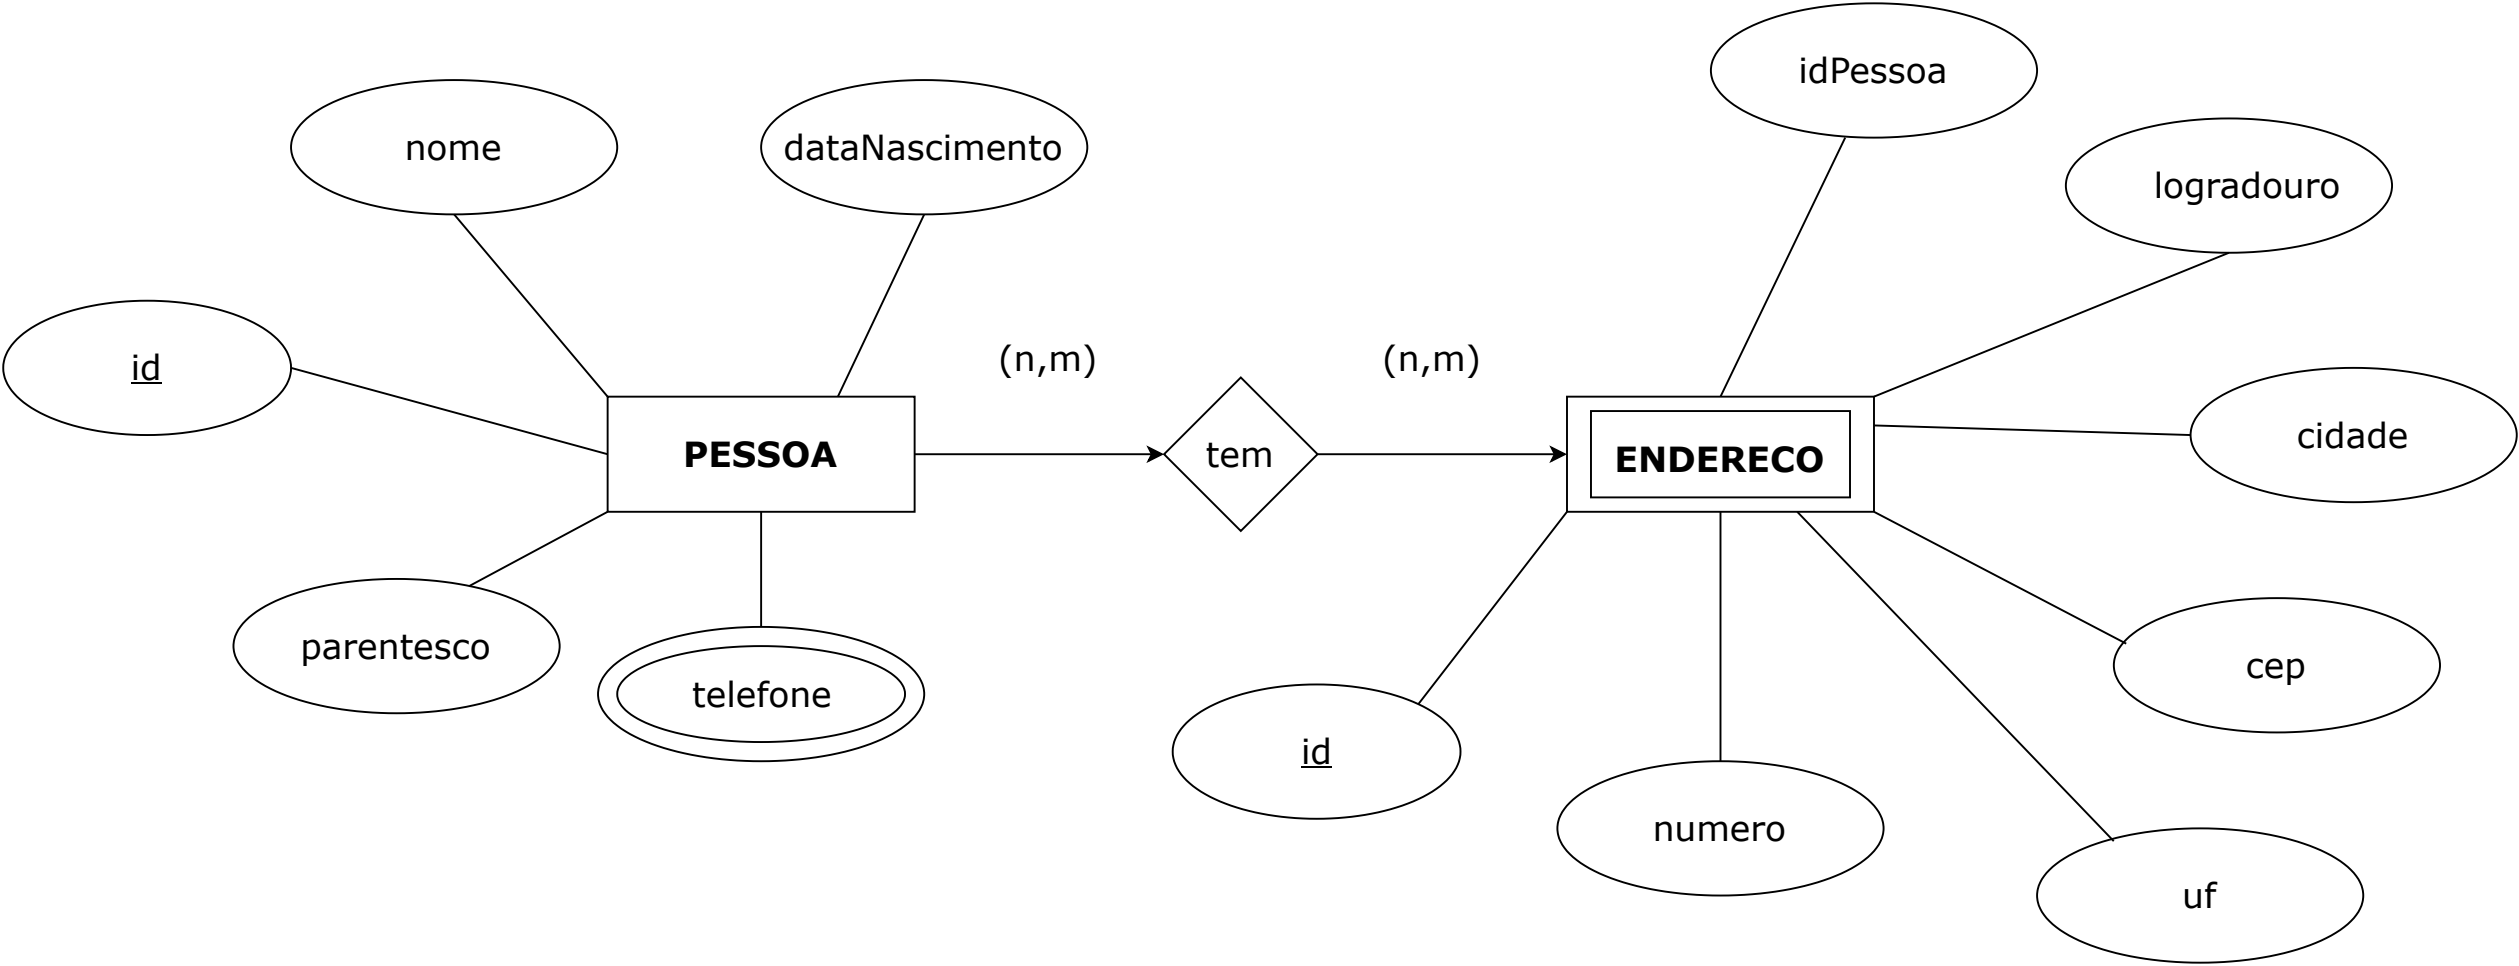 idPessoa
nome
dataNascimento
logradouro
(n,m)
(n,m)
id
cidade
PESSOA
tem
ENDERECO
parentesco
telefone
cep
id
numero
uf